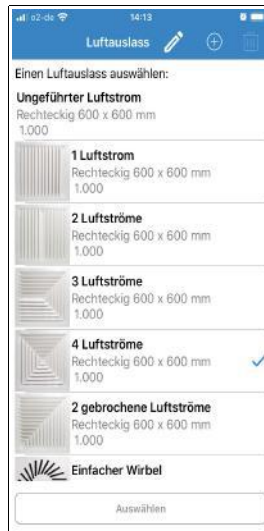 o2-de 14:13
Luftauslass
Einen Luftauslass auswählen:
Ungeführter Luftstrom
Rechteckig 600 x 600 mm
1.000
1 Luftstrom
Rechteckig 600 x 600 mm
1.000
2 Luftströme
Rechteckig 600 x 600 mm
1.000
3 Luftströme
Rechteckig 600 x 600 mm
1.000
4 Luftströme
Rechteckig 600 x 600 mm
1.000
2 gebrochene Luftströme
Rechteckig 600 x 600 mm
1.000
Einfacher Wirbel
Auswählen